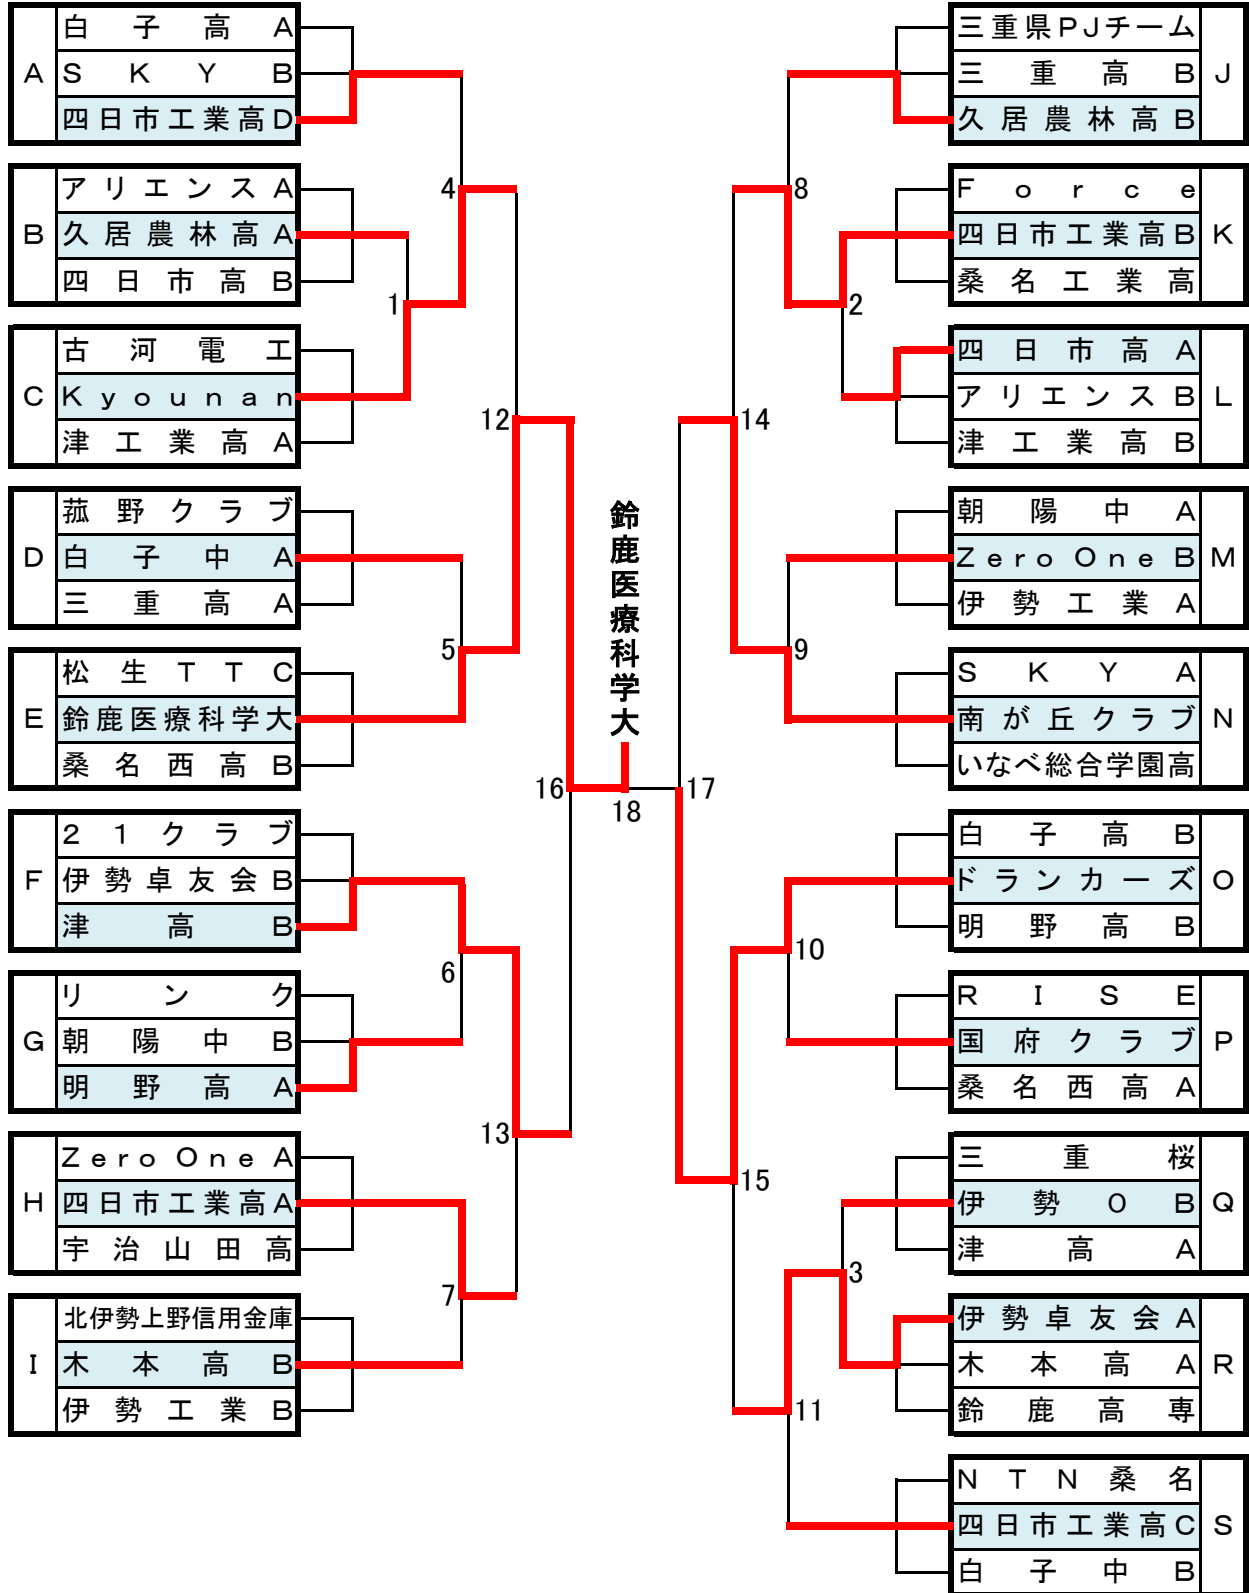 A
白子高A
SKYB
四日市工業高D
B
アリエンスA
久居農林高A
四日市高B
C
古河電工
Kyounan
津工業高A
D
菰野クラブ
白子中A
三重高A
E
松生TTC
鈴鹿医療科学大
桑名西高B
F
21クラブ
伊勢卓友会B
津高B
G
リンク
朝陽中B
明野高A
H
ZeroOneA
四日市工業高A
宇治山田高
I
北伊勢上野信用金庫
木本高B
伊勢工業B
4
1
12
5
16
6
13
7
鈴鹿医療科学大
18
17
8
2
14
9
10
15
3
11
三重県PJチーム
三重高B
久居農林高B
J
Force
四日市工業高B
桑名工業高
K
四日市高A
アリエンスB
津工業高B
L
朝陽中A
ZeroOneB
伊勢工業A
M
SKYA
南が丘クラブ
いなべ総合学園高
N
白子高B
ドランカーズ
明野高B
O
RISE
国府クラブ
桑名西高A
P
三重桜
伊勢OB
津高A
Q
伊勢卓友会A
木本高A
鈴鹿高専
R
NTN桑名
四日市工業高C
白子中B
S